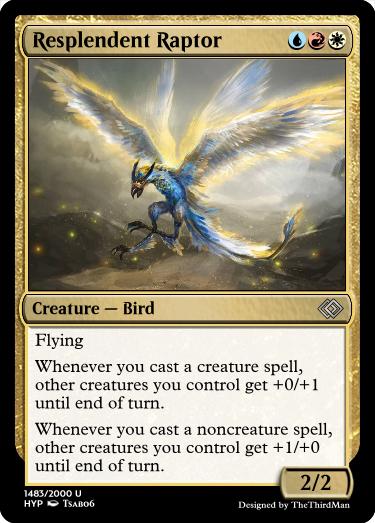 Resplendent Raptor
Creature — Bird
Flying
Whenever you cast a creature spell,
other creatures you control get +0/+1
until end of turn.
Whenever you cast a noncreature spell,
other creatures you control get +1/+0
until end of turn.
2/2
1483/2000 U
HYP Tsabo6
Designed by TheThirdMan